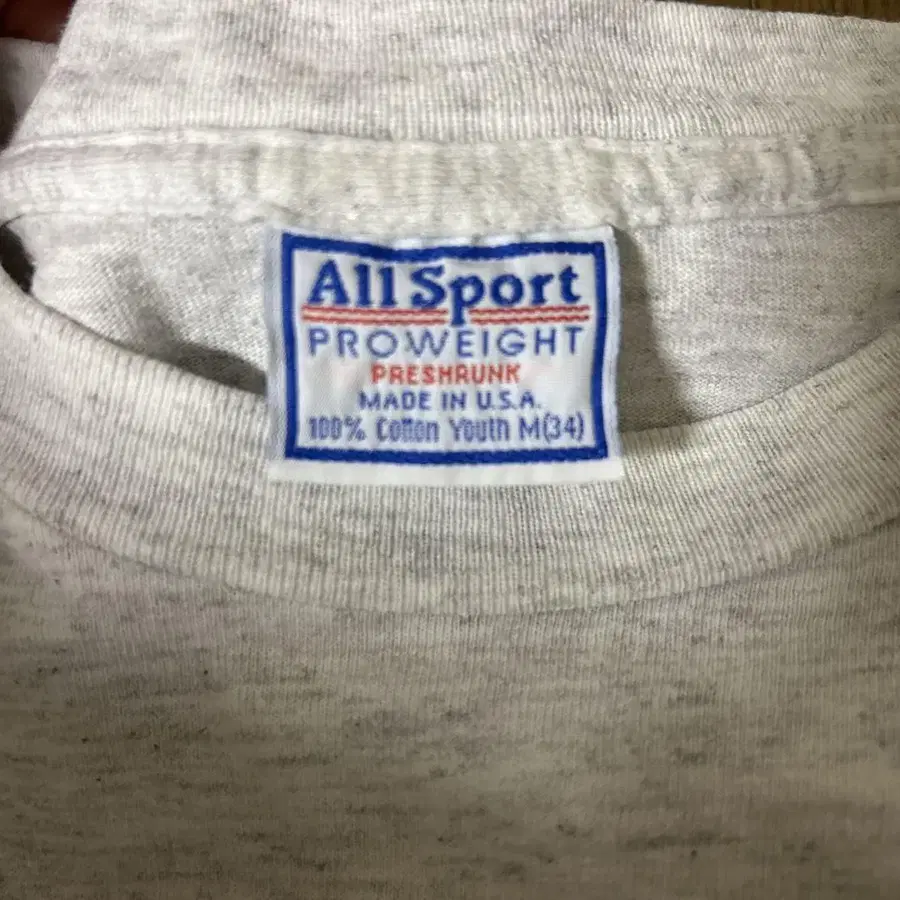 All Sport
PROWEIGHT
PRESHRUNK
MADE IN U.S.A.
100% Cotton Youth M(34)